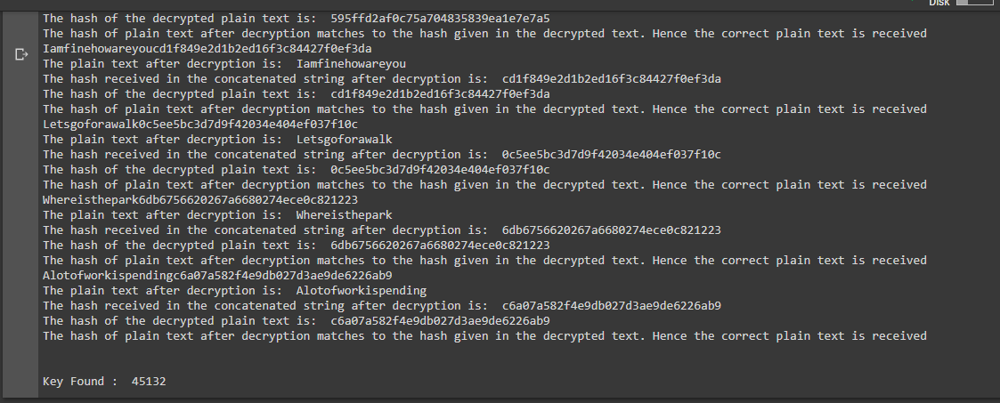 Disk
The hash of the decrypted plain text is:  595ffd2af0c75a704835839ea1e7e7a5
The hash of plain text after decryption matches to the hash given in the decrypted text. Hence the correct plain text is received
Iamfinehowareyoucd1f849e2d1b2ed16f3c84427f0ef3da
The plain text after decryption is:  Iamfinehowareyou
The hash received in the concatenated string after decryption is:  cd1f849e2d1b2ed16f3c84427f0ef3da
The hash of the decrypted plain text is:  cd1f849e2d1b2ed16f3c84427f0ef3da
The hash of plain text after decryption matches to the hash given in the decrypted text. Hence the correct plain text is received
Letsgoforawalk0c5ee5bc3d7d9f42034e404ef037f10c
The plain text after decryption is:  Letsgoforawalk
The hash received in the concatenated string after decryption is:  0c5ee5bc3d7d9f42034e404ef037f10c
The hash of the decrypted plain text is:  0c5ee5bc3d7d9f42034e404ef037f10c
The hash of plain text after decryption matches to the hash given in the decrypted text. Hence the correct plain text is received
Whereisthepark6db6756620267a6680274ece0c821223
The plain text after decryption is:  Whereisthepark
The hash received in the concatenated string after decryption is:  6db6756620267a6680274ece0c821223
The hash of the decrypted plain text is:  6db6756620267a6680274ece0c821223
The hash of plain text after decryption matches to the hash given in the decrypted text. Hence the correct plain text is received
Alotofworkispendingc6a07a582f4e9db027d3ae9de6226ab9
The plain text after decryption is:  Alotofworkispending
The hash received in the concatenated string after decryption is:  c6a07a582f4e9db027d3ae9de6226ab9
The hash of the decrypted plain text is:  c6a07a582f4e9db027d3ae9de6226ab9
The hash of plain text after decryption matches to the hash given in the decrypted text. Hence the correct plain text is received
Key Found :  45132